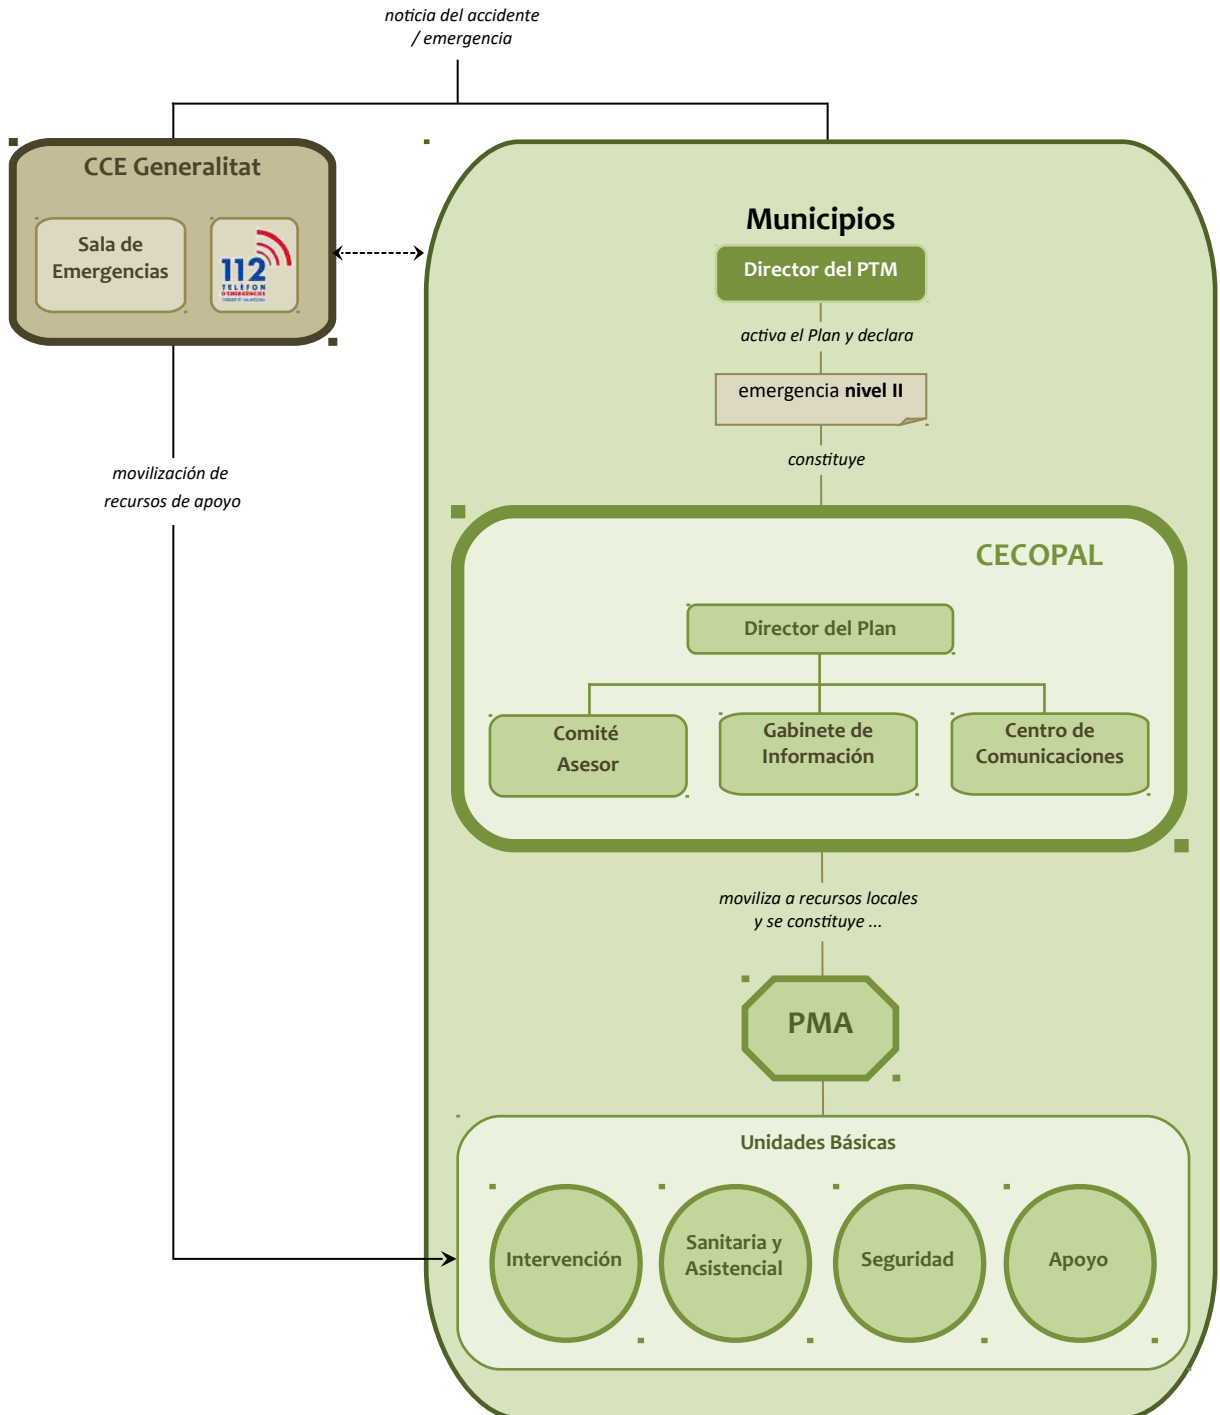 noticia del accidente
/ emergencia
CCE Generalitat
Sala de
Emergencias
112
TELÈFON
D'EMERGÈNCIES
Municipios
Director del PTM
activa el Plan y declara
emergencia nivel II
constituye
movilización de
recursos de apoyo
CECOPAL
Director del Plan
Comité
Asesor
Gabinete de
Información
Centro de
Comunicaciones
moviliza a recursos locales
y se constituye ...
PMA
Unidades Básicas
Intervención
Sanitaria y
Asistencial
Seguridad
Apoyo